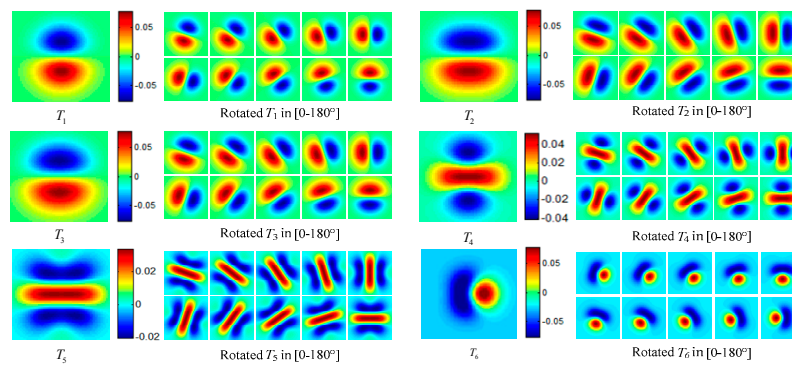 0.05
0
-0.05
T1
Rotated T1 in [0-180°]
0.05
0
-0.05
T2
Rotated T2 in [0-180°]
0.05
0
-0.05
T3
Rotated T3 in [0-180°]
0.04
0.02
0
-0.02
-0.04
T4
Rotated T4 in [0-180°]
0.02
0
-0.02
T5
Rotated T5 in [0-180°]
0.05
0
-0.05
T6
Rotated T6 in [0-180°]